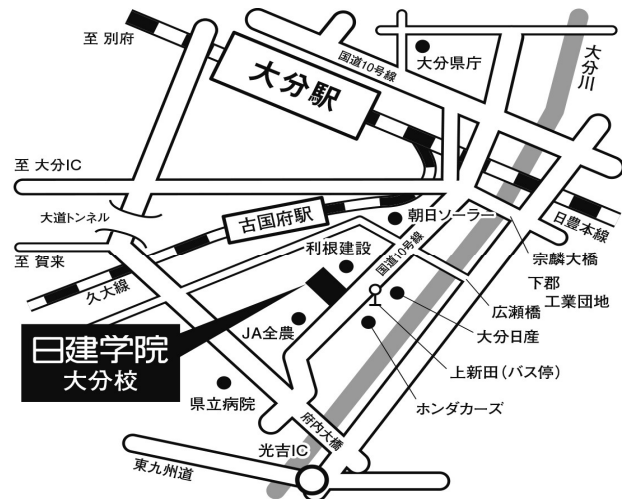 至 別府
国道10号線
大分県庁
大分川
大分駅
至 大分IC
大道トンネル
古国府駅
朝日ソーラー
日豊本線
利根建設
国道10号線
宗麟大橋
至 賀来
久大線
下郡
工業団地
広瀬橋
JA全農
大分日産
日建学院
大分校
上新田(バス停)
県立病院
ホンダカーズ
府内大橋
光吉IC
東九州道